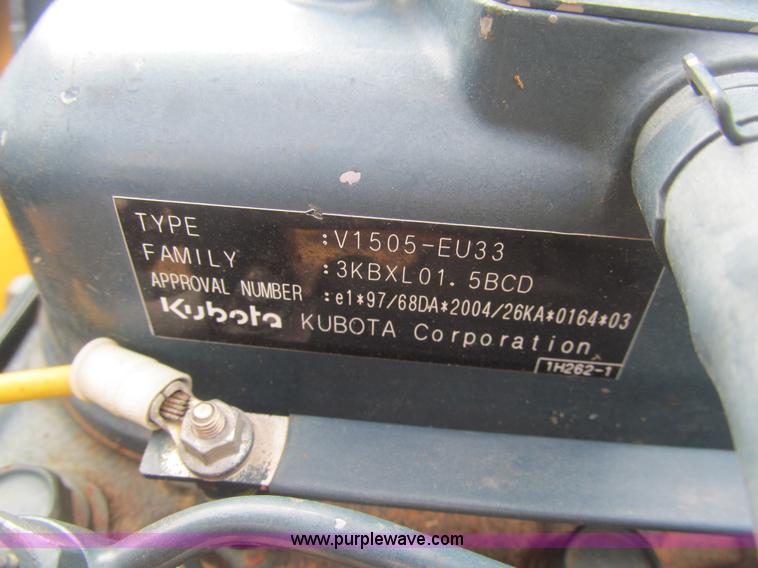 TYPE :V1505-EU33
FAMILY :3KBXL01.5BCD
APPROVAL NUMBER :e1*97/68DA*2004/26KA*0164*03
Kubota KUBOTA Corporation
1H262-1
www.purplewave.com